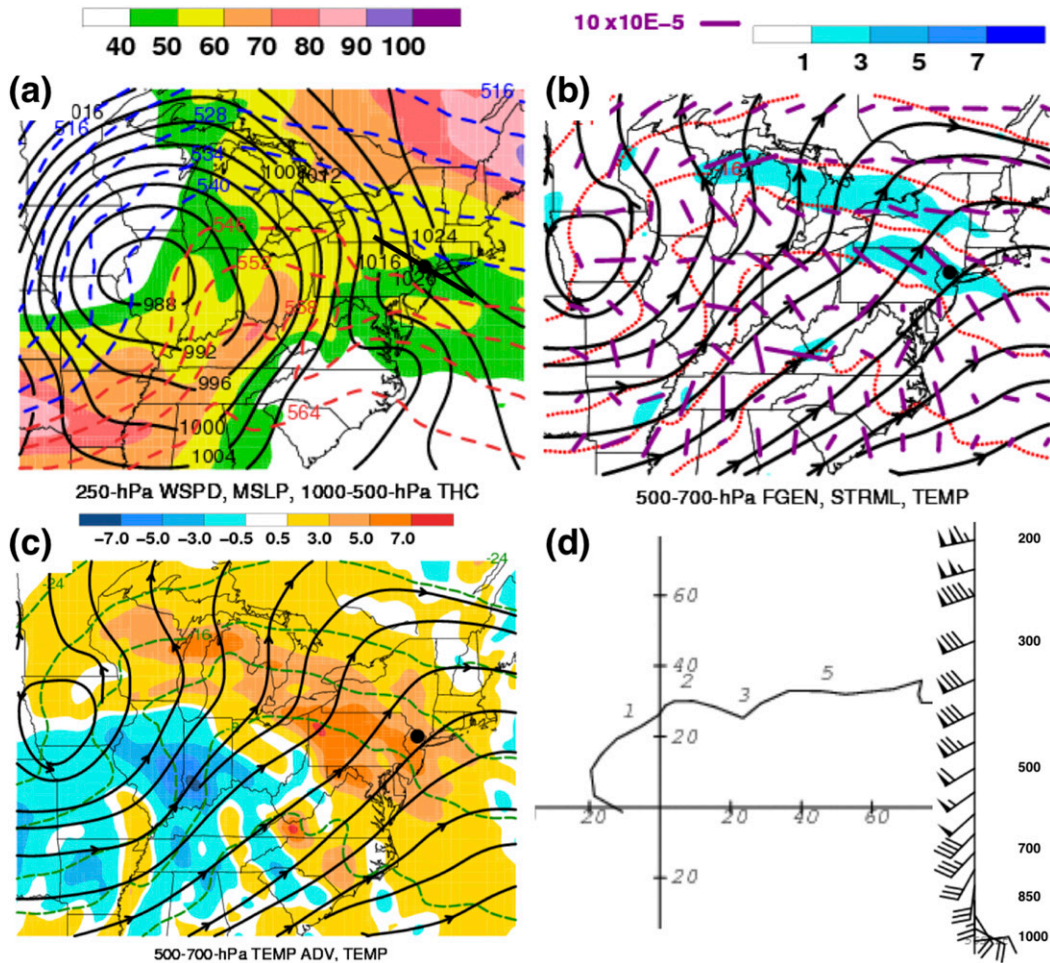 40 50 60 70 80 90 100
10 x10E-5
1 3 5 7
(a)
(b)
016
516
516
528
534
1008
1012
540
546
1024
552
1016
1020
988
558
992
996
564
1000
1004
250-hPa WSPD, MSLP, 1000-500-hPa THC
500-700-hPa FGEN, STRML, TEMP
-7.0 -5.0 -3.0 -0.5 0.5 3.0 5.0 7.0
(c)
(d)
-24
-24
-16
500-700-hPa TEMP ADV, TEMP
60
40
20
20
20 20 40 60
1 2 3 5
200
300
500
700
850
1000